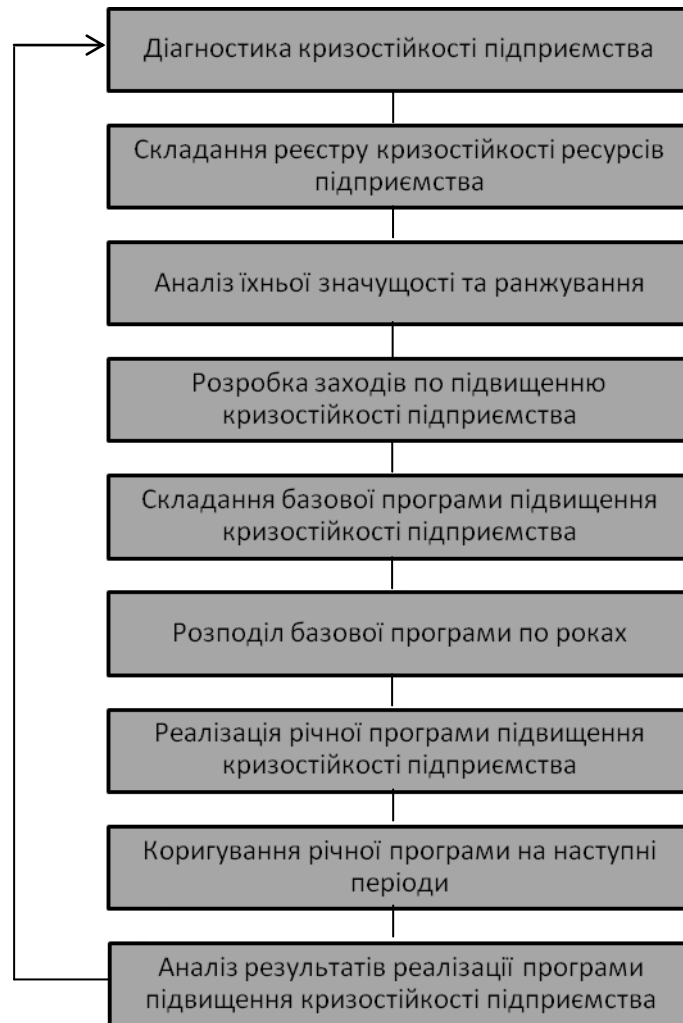 Діагностика кризостійкості підприємства
Складання реєстру кризостійкості ресурсів
підприємства
Аналіз їхньої значущості та ранжування
Розробка заходів по підвищенню
кризостійкості підприємства
Складання базової програми підвищення
кризостійкості підприємства
Розподіл базової програми по роках
Реалізація річної програми підвищення
кризостійкості підприємства
Коригування річної програми на наступні
періоди
Аналіз результатів реалізації програми
підвищення кризостійкості підприємства